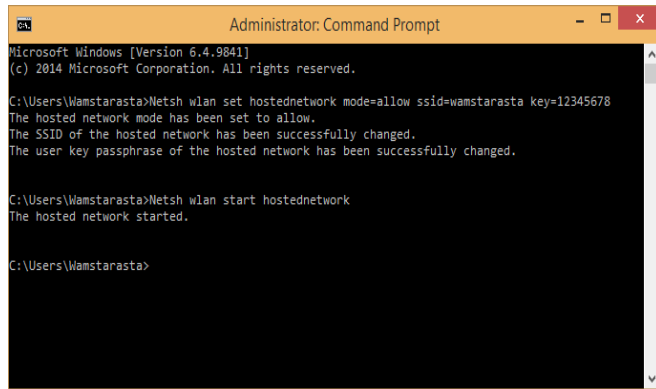 Administrator: Command Prompt
Microsoft Windows [Version 6.4.9841]
(c) 2014 Microsoft Corporation. All rights reserved.
C:\Users\Wamstarasta>Netsh wlan set hostednetwork mode=allow ssid=wamstarasta key=12345678
The hosted network mode has been set to allow.
The SSID of the hosted network has been successfully changed.
The user key passphrase of the hosted network has been successfully changed.
C:\Users\Wamstarasta>Netsh wlan start hostednetwork
The hosted network started.
C:\Users\Wamstarasta>